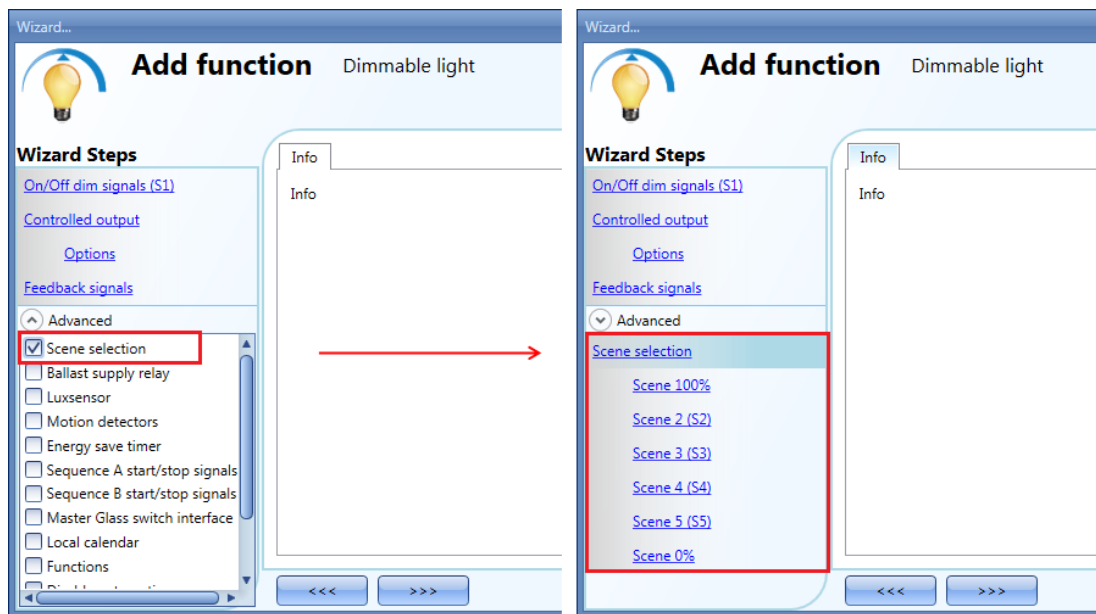 Wizard...
Add function Dimmable light
Wizard Steps
On/Off dim signals (S1)
Controlled output
Options
Feedback signals
Advanced
Scene selection
Ballast supply relay
Luxsensor
Motion detectors
Energy save timer
Sequence A start/stop signals
Sequence B start/stop signals
Master Glass switch interface
Local calendar
Functions
Info
Info
<<< >>>
Wizard...
Add function Dimmable light
Wizard Steps
On/Off dim signals (S1)
Controlled output
Options
Feedback signals
Advanced
Scene selection
Scene 100%
Scene 2 (S2)
Scene 3 (S3)
Scene 4 (S4)
Scene 5 (S5)
Scene 0%
Info
Info
<<< >>>